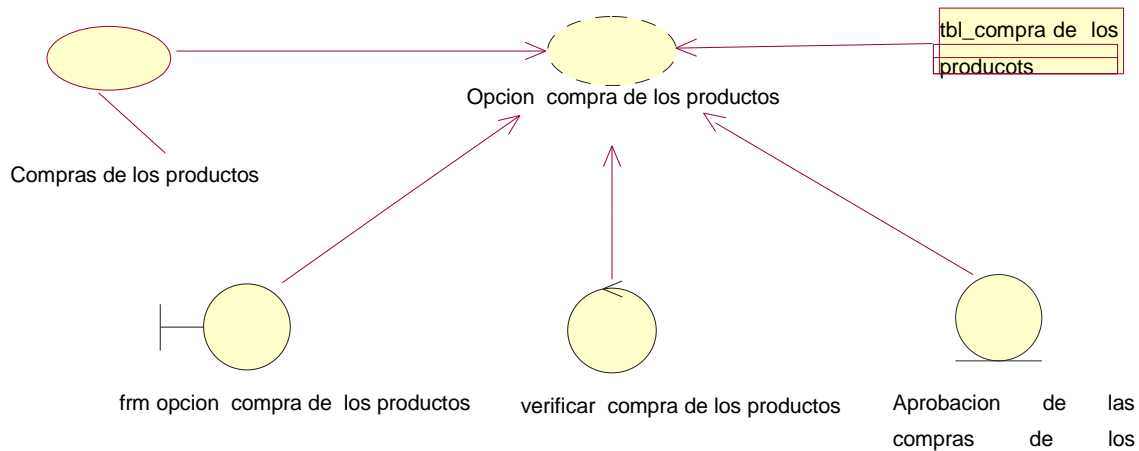 tbl_compra de los
producots
Opcion compra de los productos
Compras de los productos
frm opcion compra de los productos
verificar compra de los productos
Aprobacion de las
compras de los